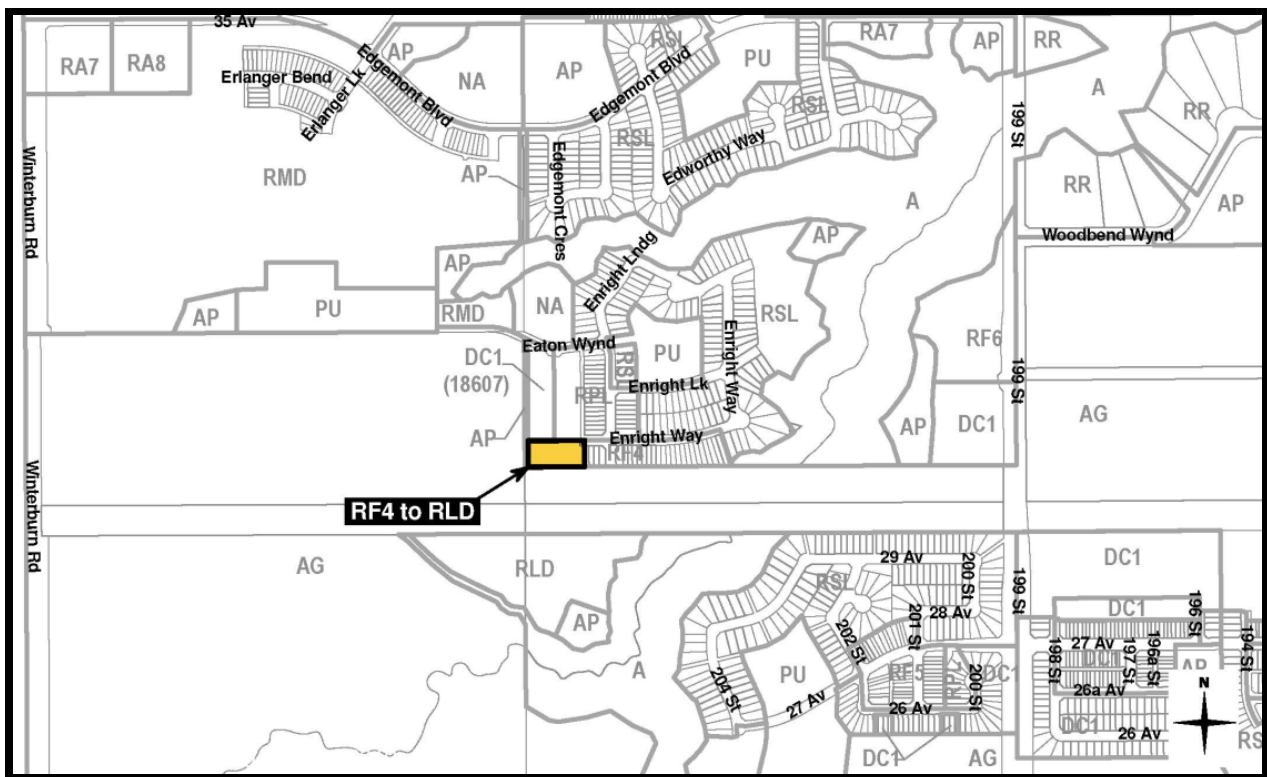 35 Av
RA7
RA8
AP
NA
AP
RSL
PU
RA7
AP
RR
A
RR
Erlanger Bend
Erlanger Lk
Edgemont Blvd
Edgemont Blvd
RSL
RSL
Edworthy Way
199 St
Winterburn Rd
RMD
AP
Edgemont Cres
A
RR
AP
Woodbend Wynd
AP
Enright Lndg
AP
AP
PU
RMD
NA
RSL
RF6
Eaton Wynd
DC1
(18607)
RSL
PU
Enright Way
199 St
RPL
Enright Lk
AP
AP
DC1
AG
Enright Way
RF4
Winterburn Rd
RF4 to RLD
AG
RLD
AP
A
29 Av
RSL
200 St
199 St
DC1
DC1
196 St
28 Av
201 St
202 St
27 Av
DC1
198 St
197 St
196a St
194 St
AP
PU
204 St
RF5
RPL
200 St
DC1
26a Av
N
27 Av
26 Av
DC1
26 Av
RS
DC1
AG